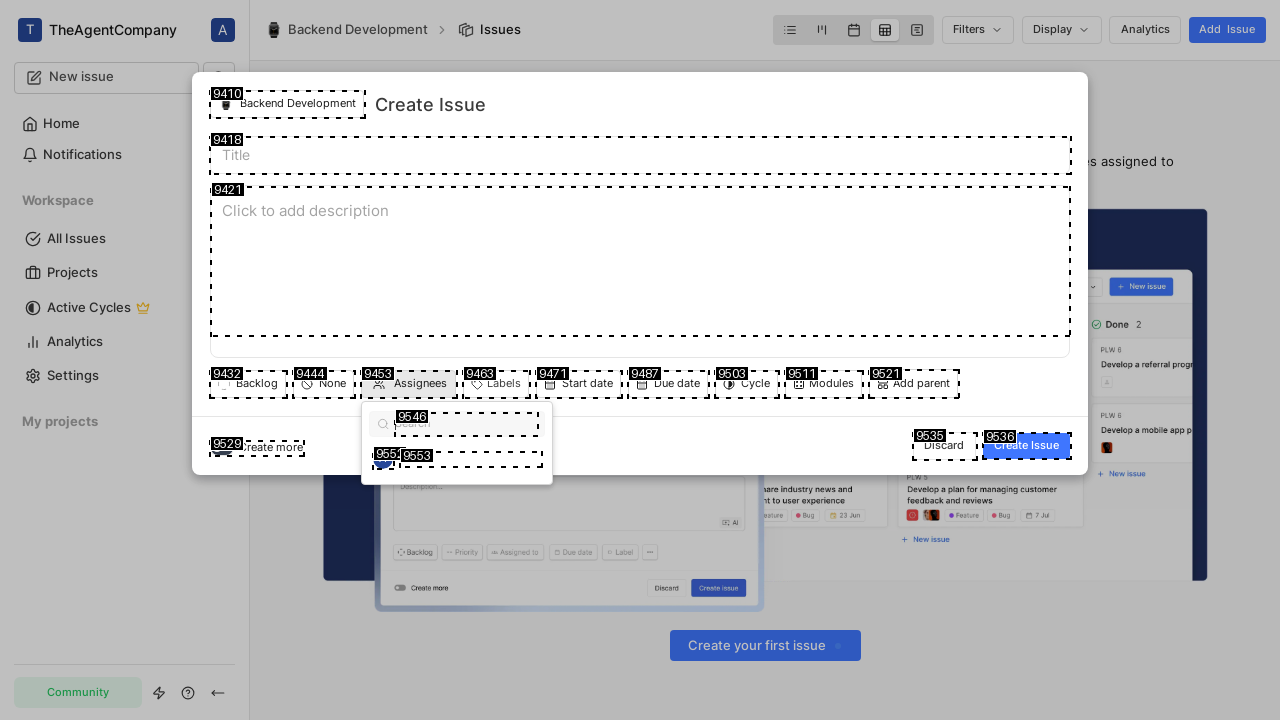 T
TheAgentCompany
A
Backend Development
Issues
Filters
Display
Analytics
Add Issue
New issue
Home
Notifications
Workspace
All Issues
Projects
Active Cycles
Analytics
Settings
My projects
Community
9410
Backend Development
Create Issue
9418
Title
9421
Click to add description
9432
Backlog
9444
None
9453
Assignees
9463
Labels
9471
Start date
9487
Due date
9503
Cycle
9511
Modules
9521
Add parent
9546
9553
9529
Create more
9535
Discard
9536
Create Issue
es assigned to
New issue
Done 2
PLW 6
Develop a referral progr
PLW 6
Develop a mobile app p
New issue
hare industry news and
nt to user experience
Feature
Bug
23 Jun
Develop a plan for managing customer
feedback and reviews
Feature
Bug
7 Jul
New issue
New issue
Description...
AI
Backlog
Priority
Assigned to
Due date
Label
Create more
Discard
Create issue
Create your first issue